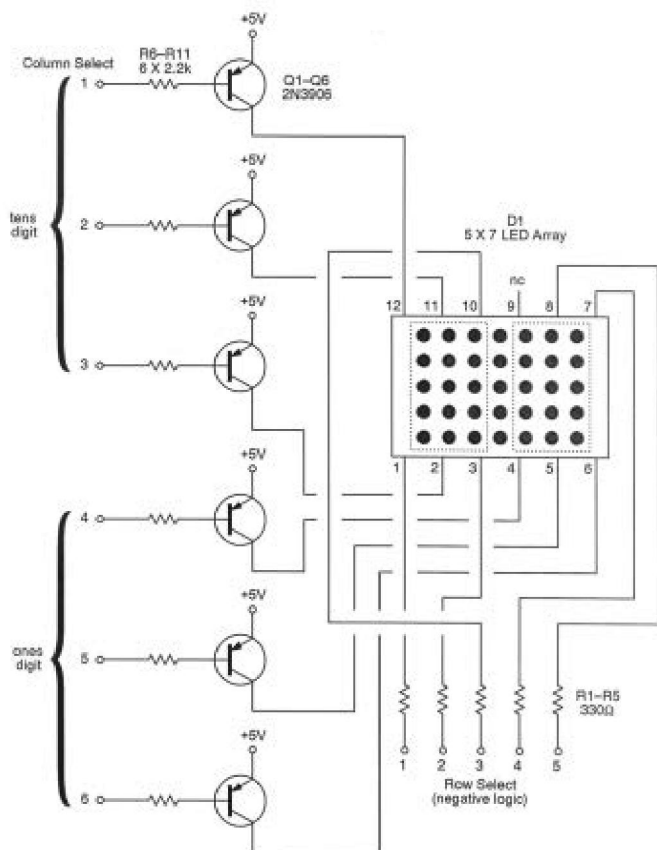 +5V
R6–R11
6 X 2.2k
Column Select
1
Q1–Q6
2N3906
+5V
2
tens
digit
D1
5 X 7 LED Array
nc
12 11 10 9 8 7
+5V
3
1 2 3 4 5 6
+5V
4
+5V
ones
digit
5
R1–R5
330Ω
1 2 3 4 5
Row Select
(negative logic)
+5V
6